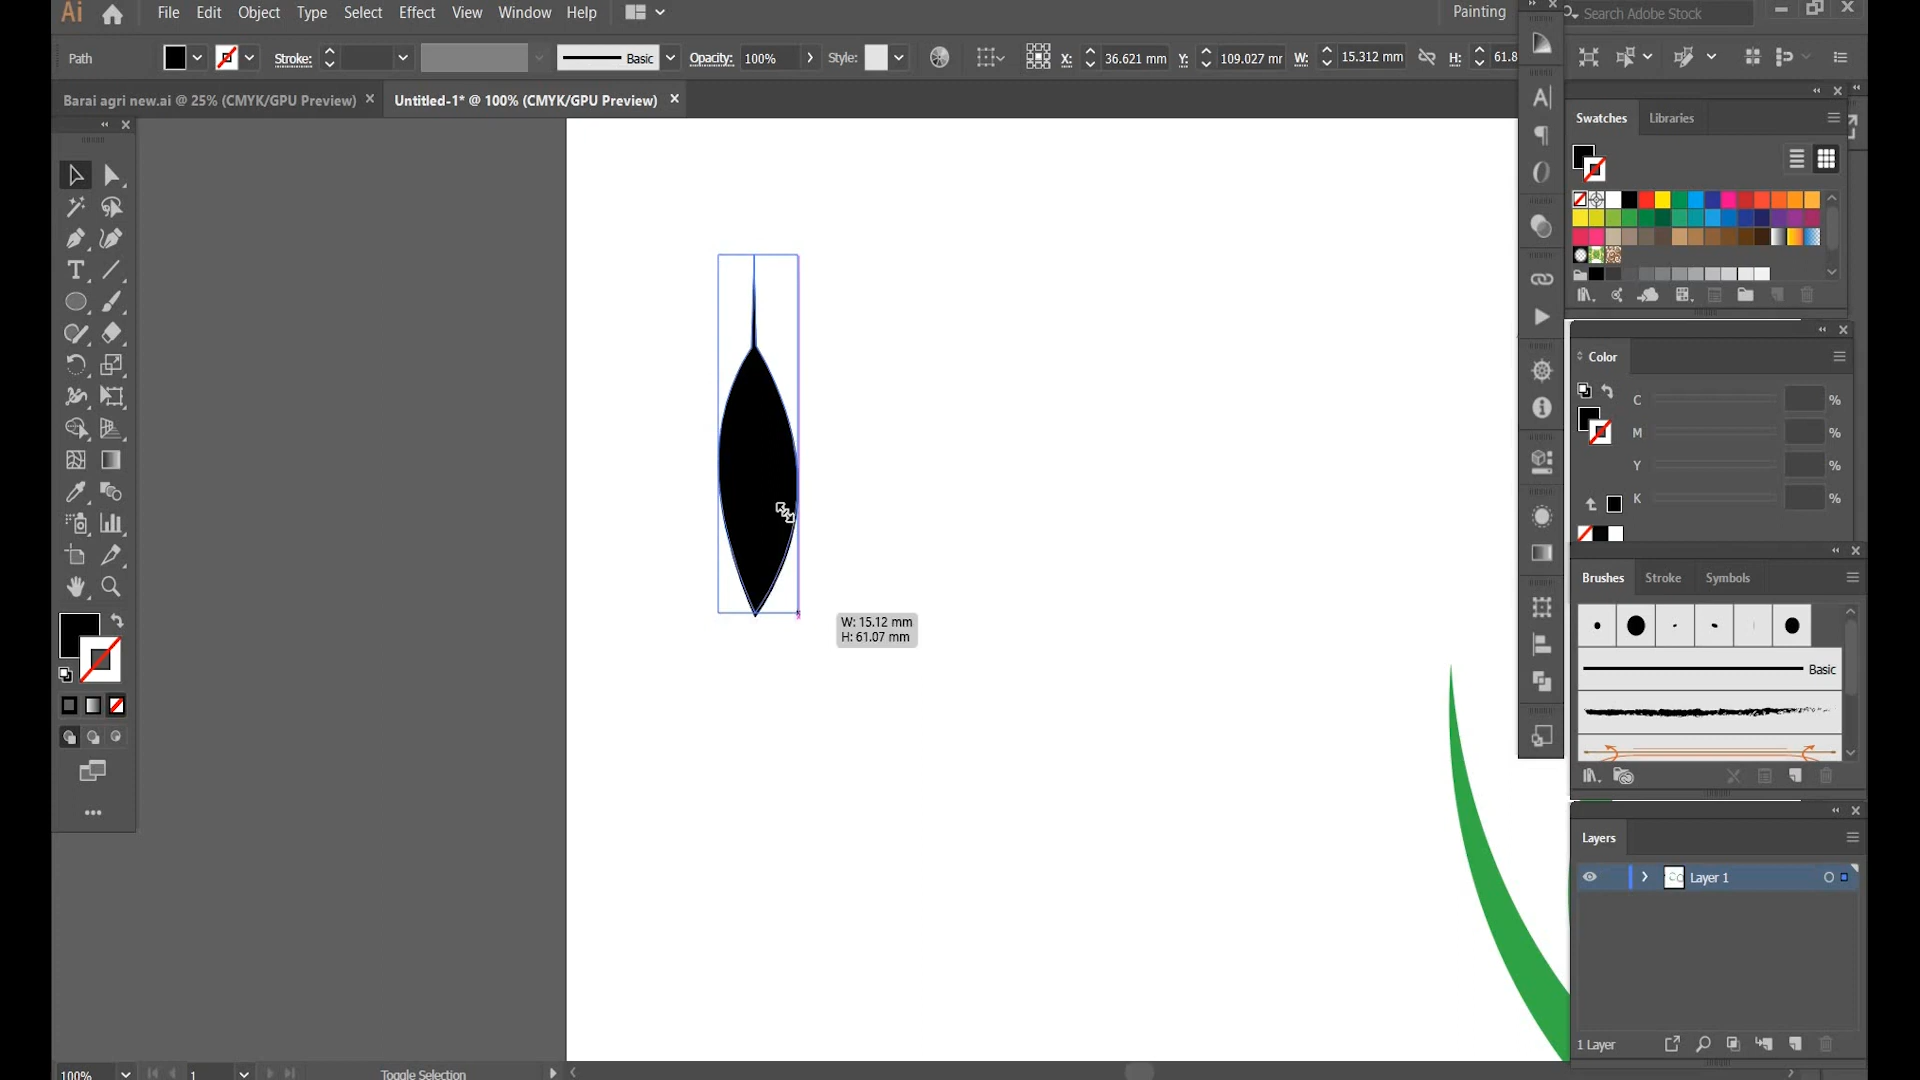 Ai File Edit Object Type Select Effect View Window Help Painting Search Adobe Stock
Path Stroke: Basic Opacity: 100% Style: X: 36.621 mm Y: 109.027 mr W: 15.312 mm H: 61.8
Barai agri new.ai @ 25% (CMYK/GPU Preview) Untitled-1* @ 100% (CMYK/GPU Preview)
Swatches Libraries
Color
C %
M %
Y %
K %
Brushes Stroke Symbols
W: 15.12 mm
H: 61.07 mm
Basic
Layers
Layer 1
1 Layer
100% 1 Toggle Selection